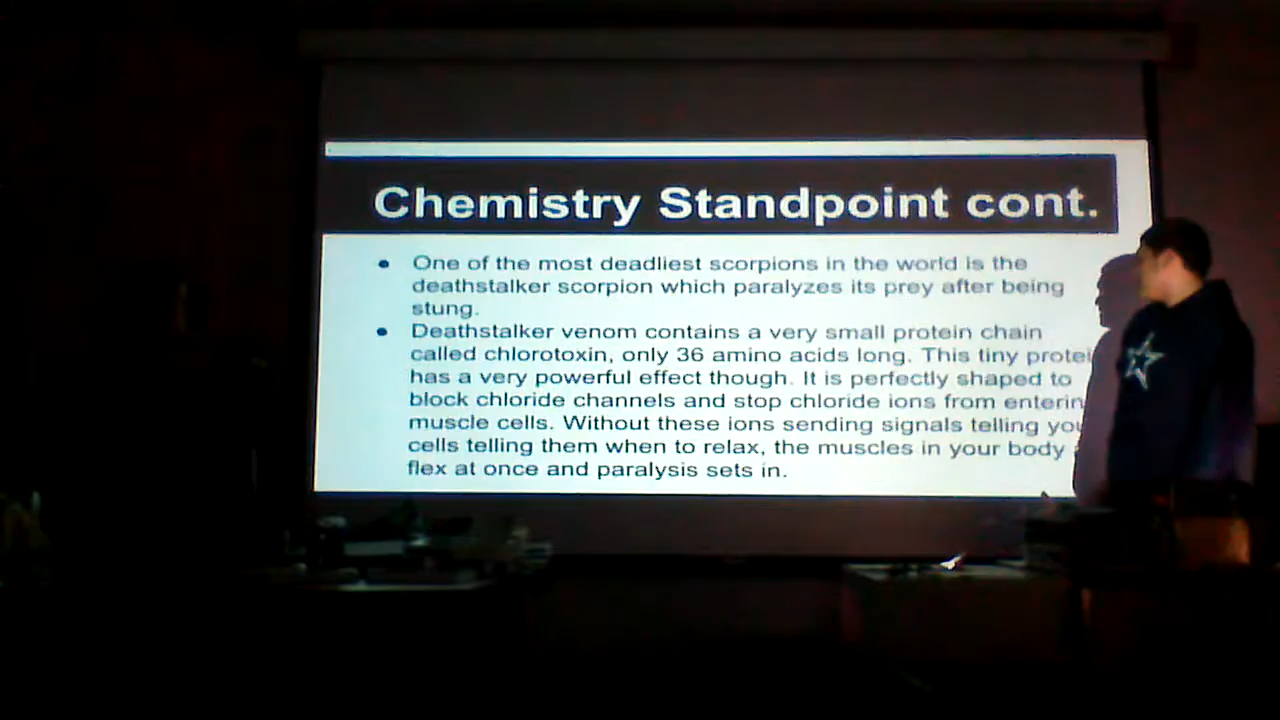 Chemistry Standpoint cont.
● One of the most deadliest scorpions in the world is the
deathstalker scorpion which paralyzes its prey after being
stung.
● Deathstalker venom contains a very small protein chain
called chlorotoxin, only 36 amino acids long. This tiny protei
has a very powerful effect though. It is perfectly shaped to
block chloride channels and stop chloride ions from enterin
muscle cells. Without these ions sending signals telling you
cells telling them when to relax, the muscles in your body
flex at once and paralysis sets in.